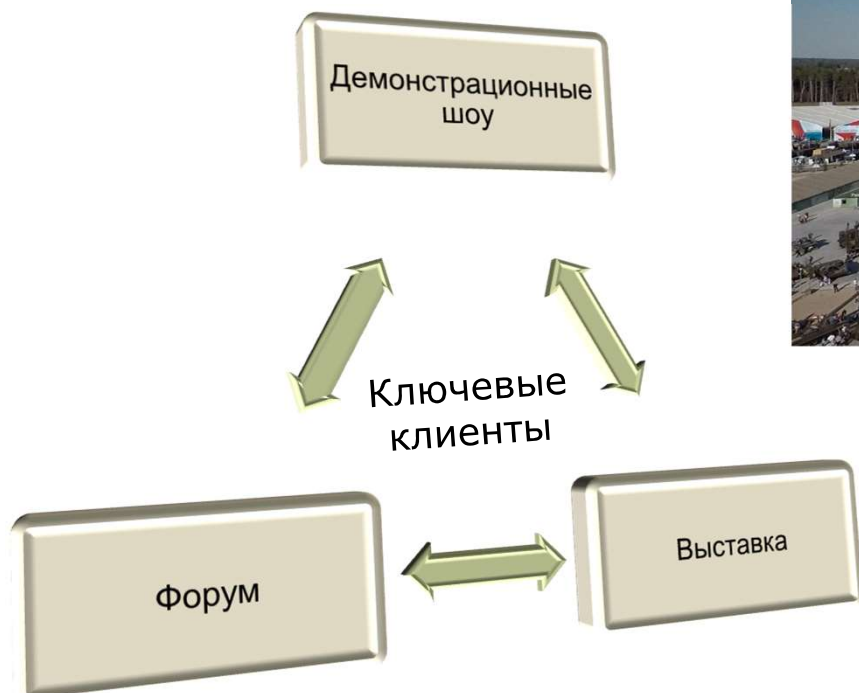 Демонстрационные
шоу
Ключевые
клиенты
Форум
Выставка